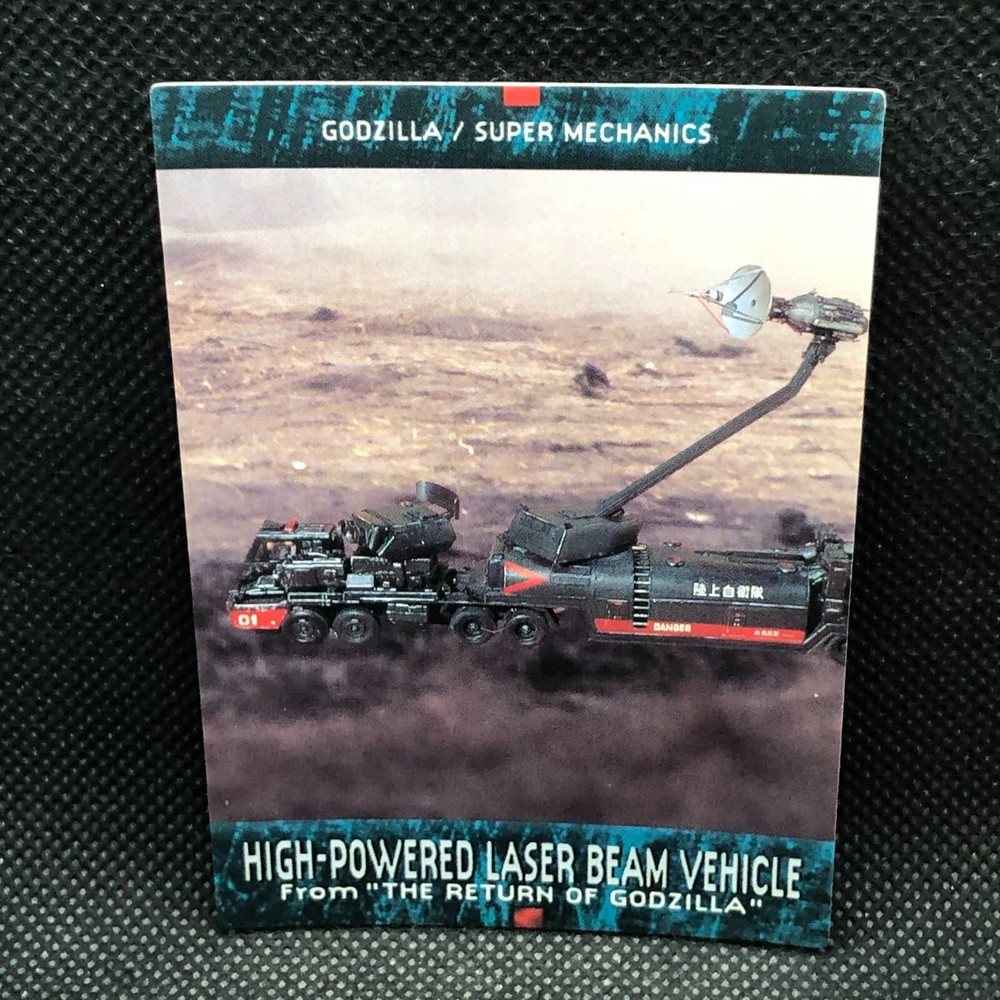 GODZILLA / SUPER MECHANICS
陸上自衛隊
01
DANGER
HIGH-POWERED LASER BEAM VEHICLE
From "THE RETURN OF GODZILLA"